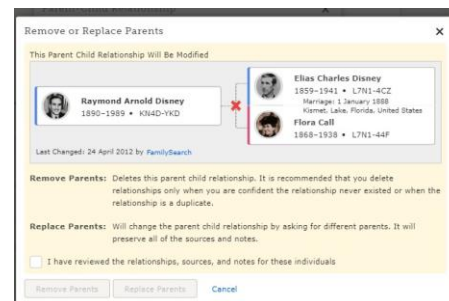 Remove or Replace Parents
This Parent Child Relationship Will Be Modified
Raymond Arnold Disney
1890–1989 • KN4D-YKD
Elias Charles Disney
1859–1941 • L7N1-4CZ
Marriage: 1 January 1888
Kismet, Lake, Florida, United States
Flora Call
1868–1938 • L7N1-44F
Last Changed: 24 April 2012 by FamilySearch
Remove Parents: Deletes this parent child relationship. It is recommended that you delete
relationships only when you are confident the relationship never existed or when the
relationship is a duplicate.
Replace Parents: Will change the parent child relationship by asking for different parents. It will
preserve all of the sources and notes.
I have reviewed the relationships, sources, and notes for these individuals
Remove Parents Replace Parents Cancel